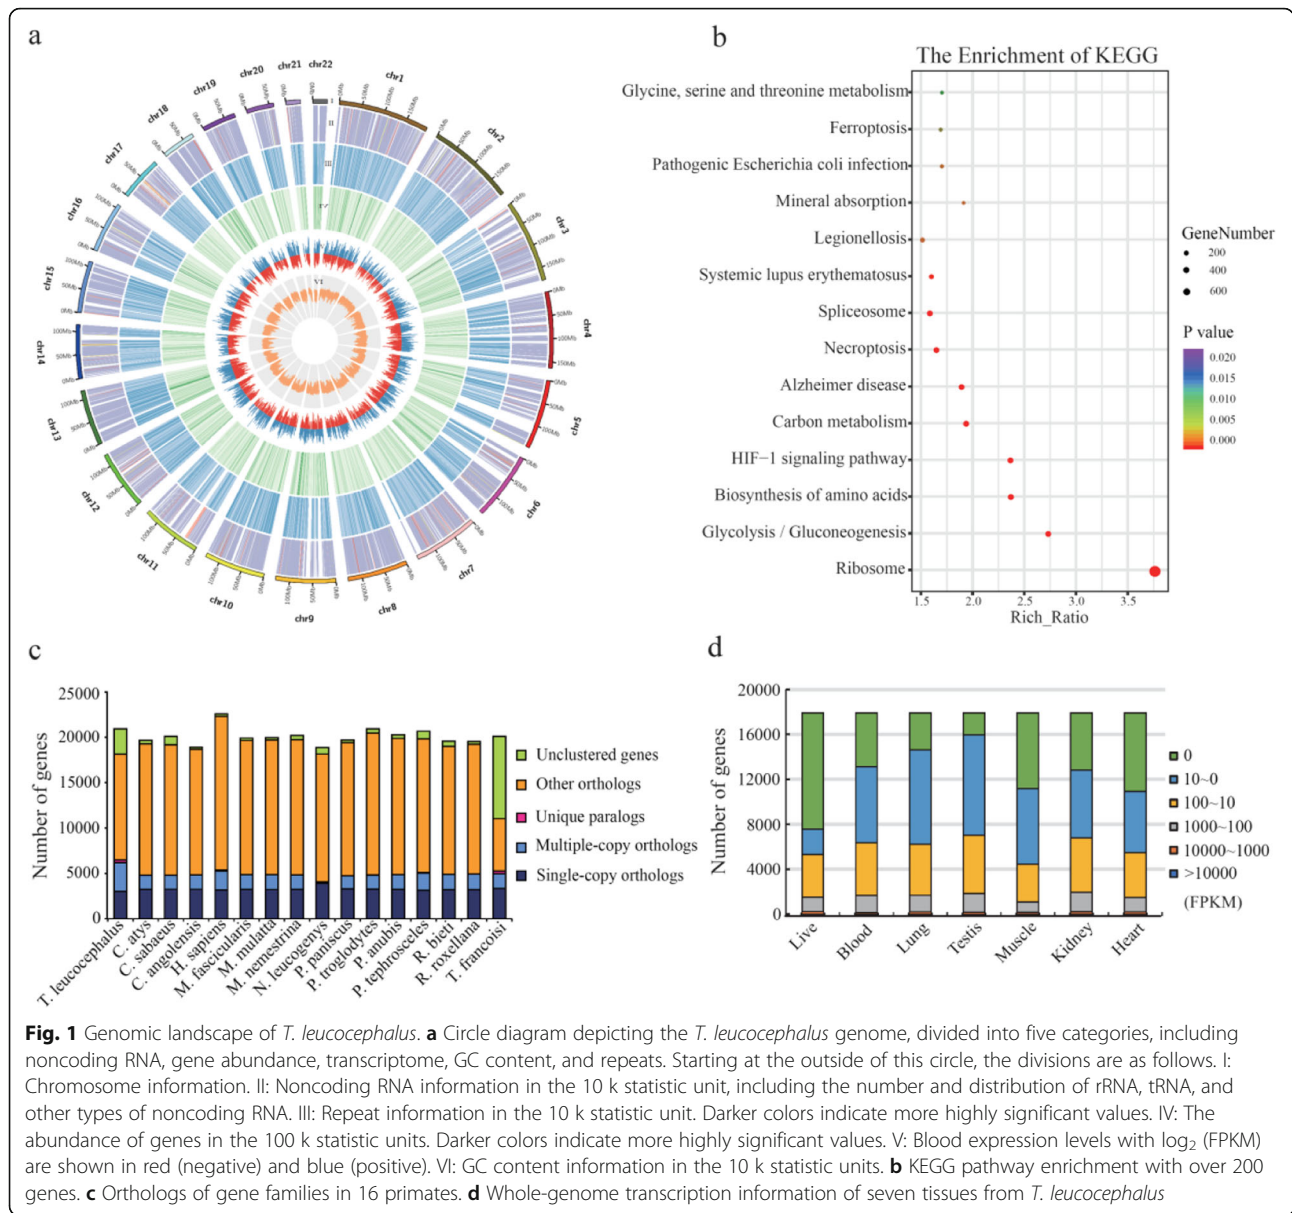 a
chr1
chr2
chr3
chr4
chr5
chr6
chr7
chr8
chr9
chr10
chr11
chr12
chr13
chr14
chr15
chr16
chr17
chr18
chr19
chr20
chr21
chr22
I
II
III
IV
VI
b
The Enrichment of KEGG
Glycine, serine and threonine metabolism
Ferroptosis
Pathogenic Escherichia coli infection
Mineral absorption
Legionellosis
Systemic lupus erythematosus
Spliceosome
Necroptosis
Alzheimer disease
Carbon metabolism
HIF−1 signaling pathway
Biosynthesis of amino acids
Glycolysis / Gluconeogenesis
Ribosome
1.5 2.0 2.5 3.0 3.5
Rich_Ratio
GeneNumber
200
400
600
P value
0.020
0.015
0.010
0.005
0.000
c
Number of genes
25000
20000
15000
10000
5000
0
T. leucocephalus
C. atys
C. sabaeus
C. angolensis
H. sapiens
M. fascicularis
M. mulatta
M. nemestrina
N. leucogenys
P. paniscus
P. troglodytes
P. anubis
P. tephrosceles
R. bieti
R. roxellana
T. francoisi
Unclustered genes
Other orthologs
Unique paralogs
Multiple-copy orthologs
Single-copy orthologs
d
Number of genes
20000
16000
12000
8000
4000
0
Live
Blood
Lung
Testis
Muscle
Kidney
Heart
0
10~0
100~10
1000~100
10000~1000
>10000
(FPKM)
Fig. 1 Genomic landscape of T. leucocephalus. a Circle diagram depicting the T. leucocephalus genome, divided into five categories, including
noncoding RNA, gene abundance, transcriptome, GC content, and repeats. Starting at the outside of this circle, the divisions are as follows. I:
Chromosome information. II: Noncoding RNA information in the 10 k statistic unit, including the number and distribution of rRNA, tRNA, and
other types of noncoding RNA. III: Repeat information in the 10 k statistic unit. Darker colors indicate more highly significant values. IV: The
abundance of genes in the 100 k statistic units. Darker colors indicate more highly significant values. V: Blood expression levels with log₂ (FPKM)
are shown in red (negative) and blue (positive). VI: GC content information in the 10 k statistic units. b KEGG pathway enrichment with over 200
genes. c Orthologs of gene families in 16 primates. d Whole-genome transcription information of seven tissues from T. leucocephalus